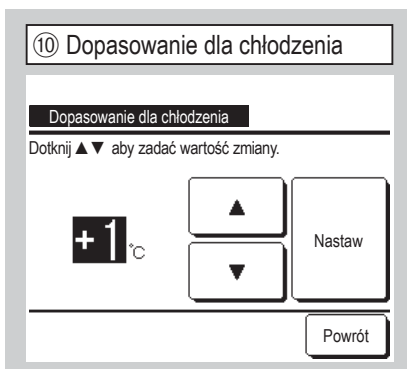 ⑩ Dopasowanie dla chłodzenia
Dopasowanie dla chłodzenia
Dotknij ▲▼ aby zadać wartość zmiany.
▲
+1°C
Nastaw
▼
Powrót